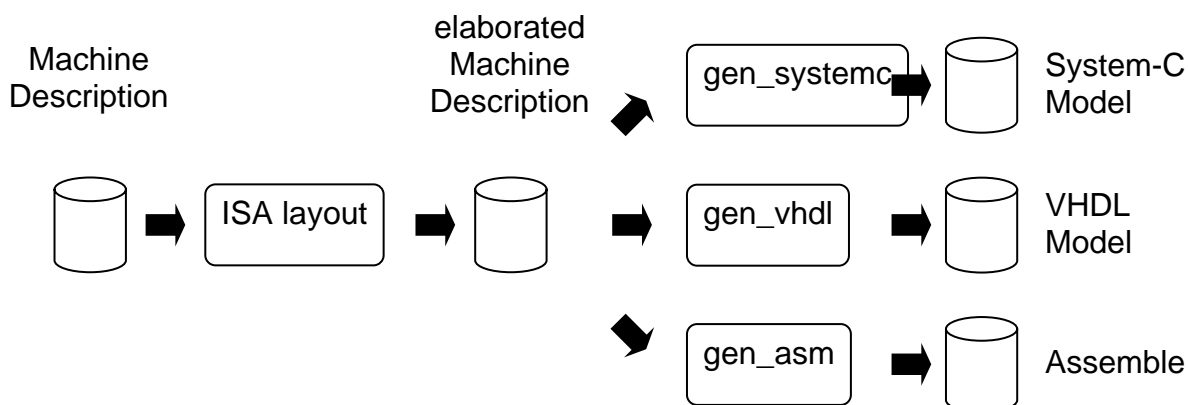 Machine
Description
elaborated
Machine
Description
gen_systemc
System-C
Model
ISA layout
gen_vhdl
VHDL
Model
gen_asm
Assemble